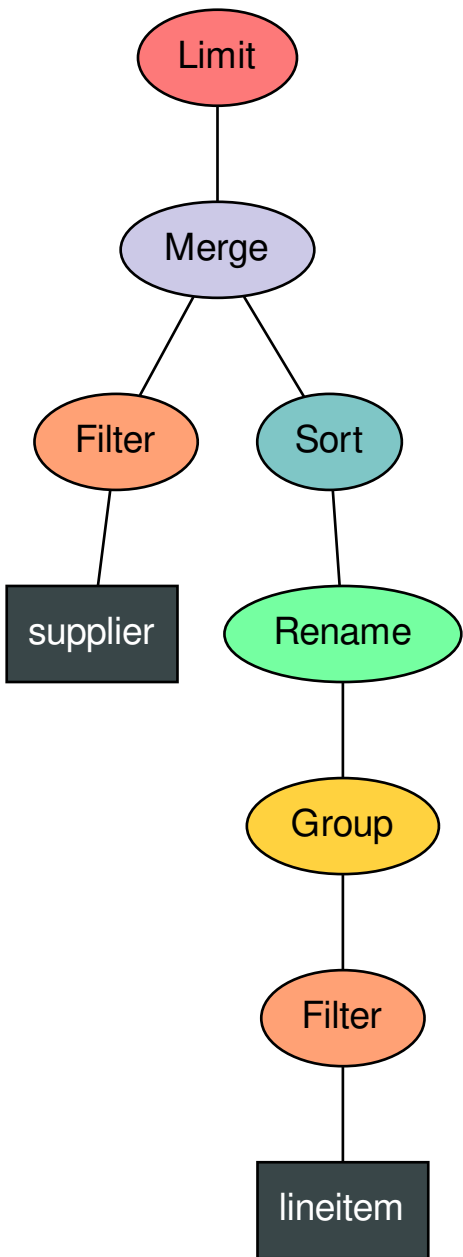 Limit
Merge
Filter
Sort
supplier
Rename
Group
Filter
lineitem